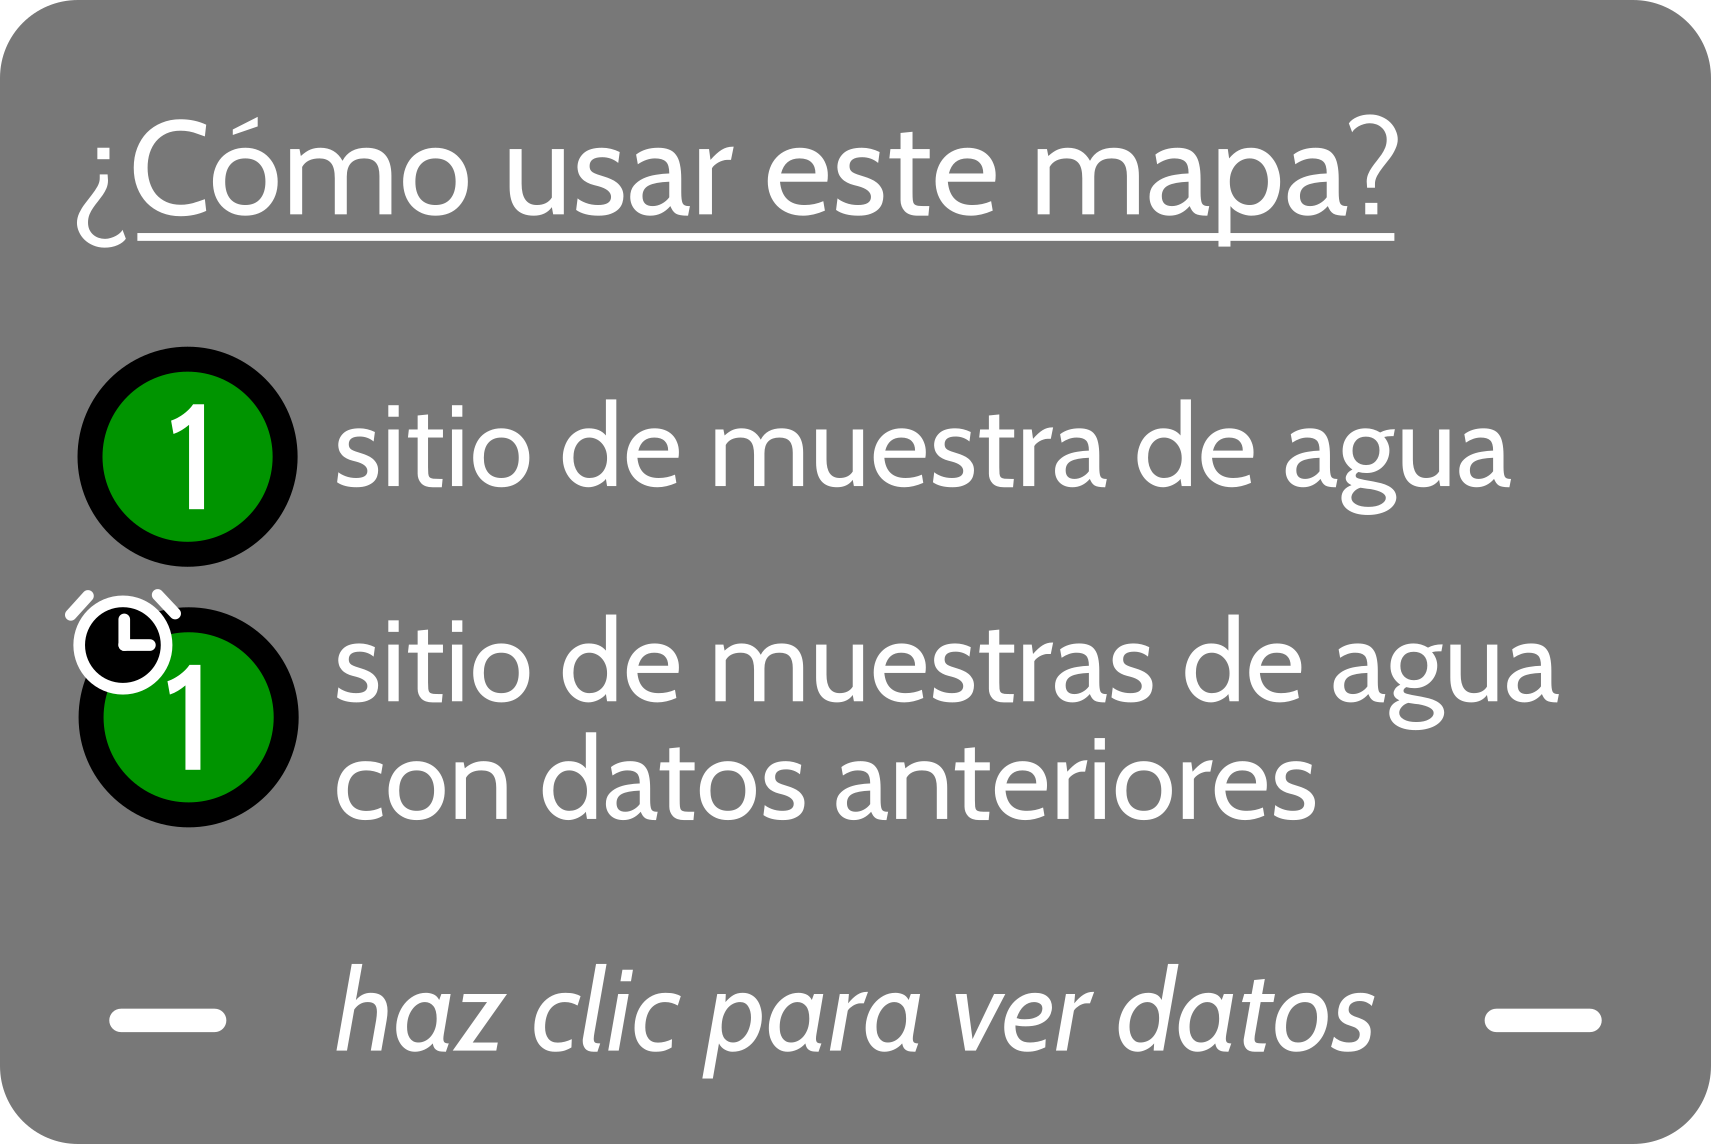 ¿Cómo usar este mapa?
1 sitio de muestra de agua
1 sitio de muestras de agua
con datos anteriores
haz clic para ver datos